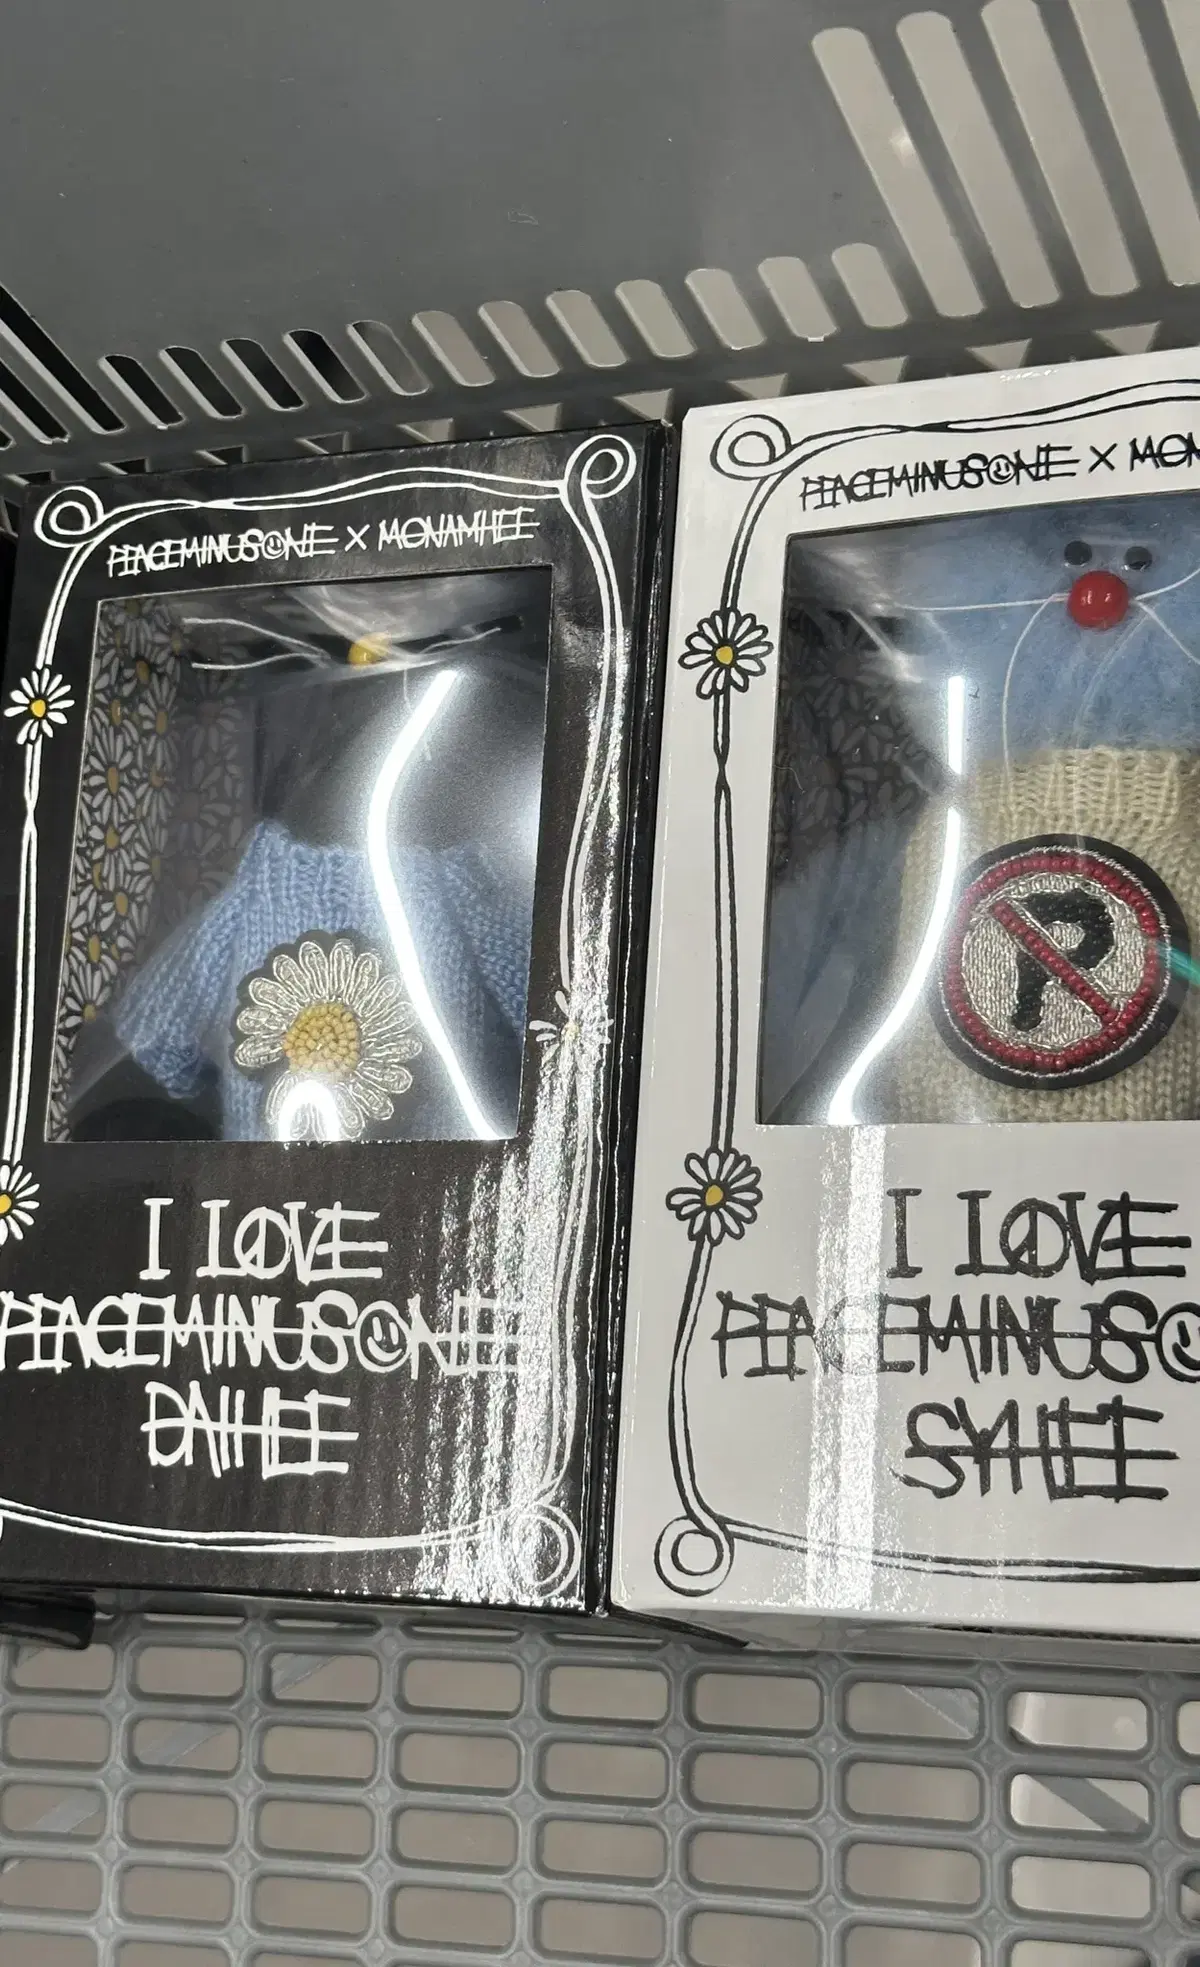 PEACEMINUSONE X MONAMHEE
I LOVE
PEACEMINUSONE
DAIHEE
PEACEMINUSONE X MON
P
I LOVE
PEACEMINUSO
SYHEE